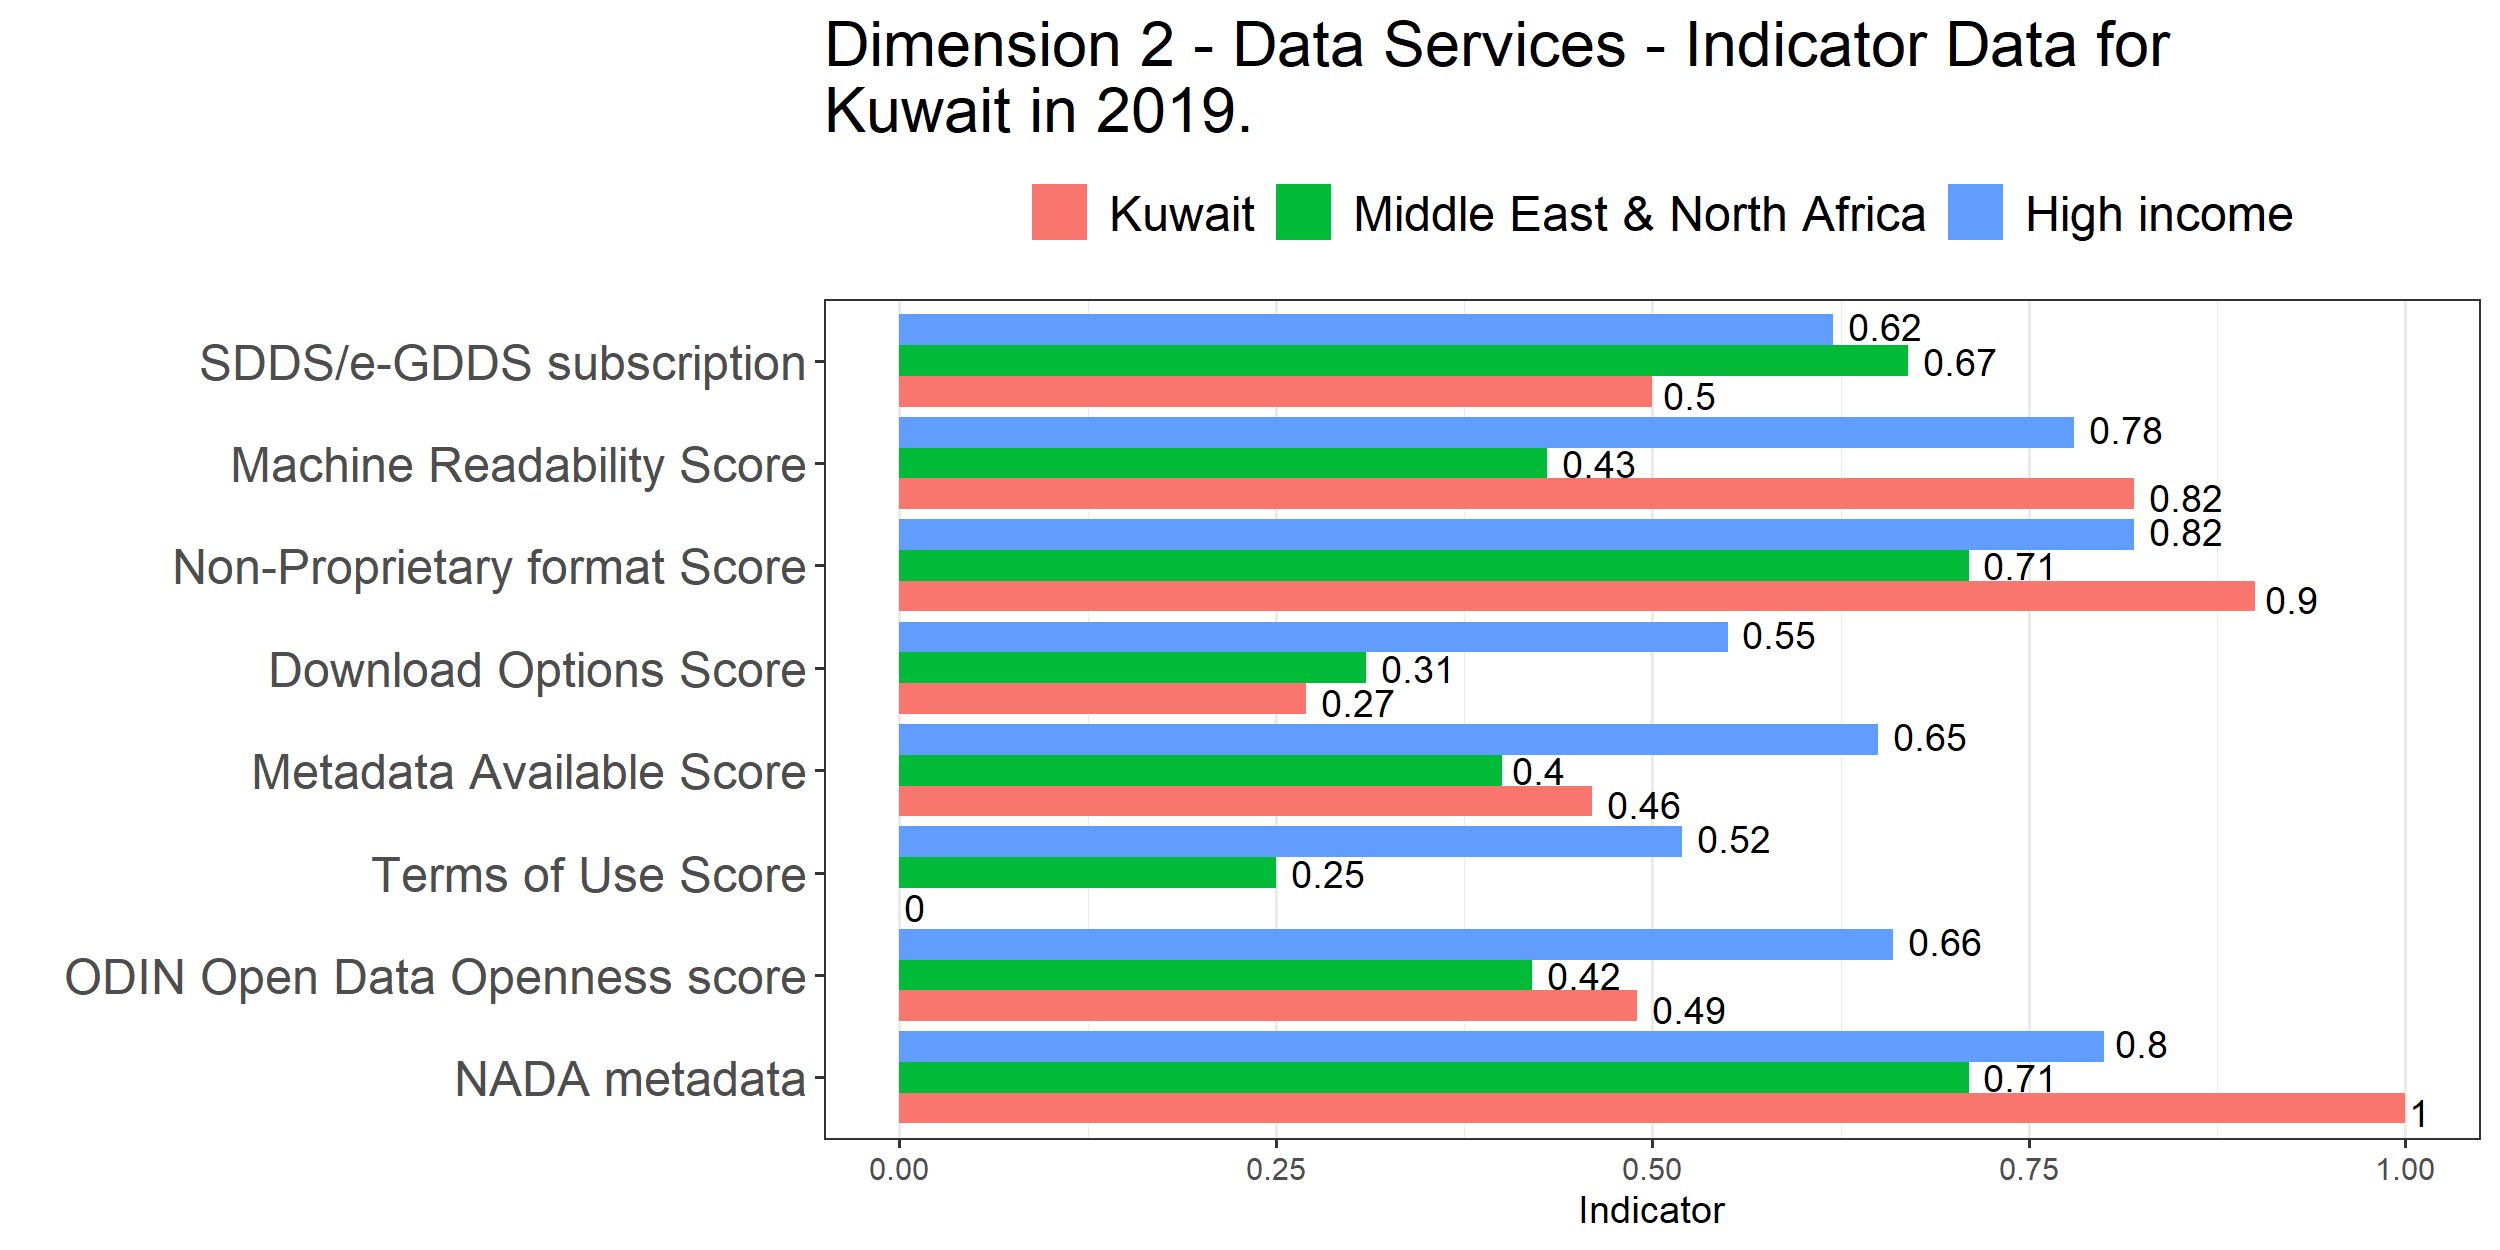 Dimension 2 - Data Services - Indicator Data for
Kuwait in 2019.
Kuwait Middle East & North Africa High income
SDDS/e-GDDS subscription
0.62
0.67
0.5
Machine Readability Score
0.78
0.43
0.82
Non-Proprietary format Score
0.82
0.71
0.9
Download Options Score
0.55
0.31
0.27
Metadata Available Score
0.65
0.4
0.46
Terms of Use Score
0.52
0.25
0
ODIN Open Data Openness score
0.66
0.42
0.49
NADA metadata
0.8
0.71
1
0.00 0.25 0.50 0.75 1.00
Indicator